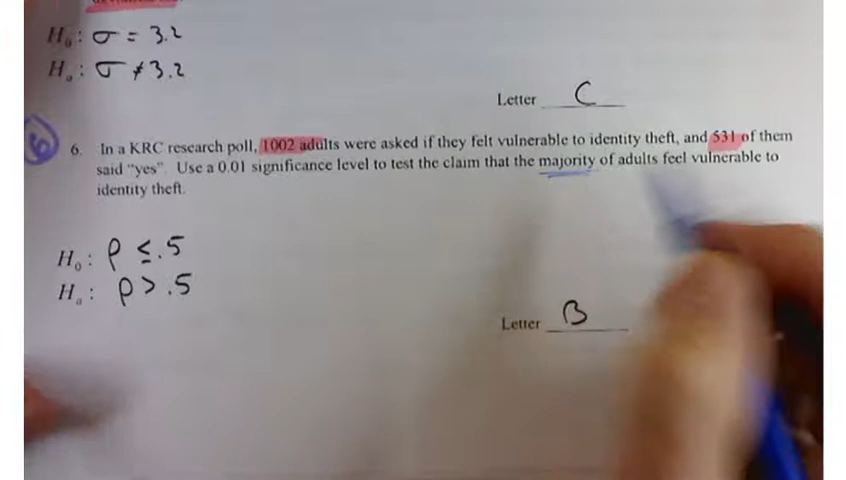 H₀: σ = 3.2
Hₐ: σ ≠ 3.2
Letter C
6. In a KRC research poll, 1002 adults were asked if they felt vulnerable to identity theft, and 531 of them
said “yes”. Use a 0.01 significance level to test the claim that the majority of adults feel vulnerable to
identity theft.
H₀: p ≤ .5
Hₐ: p > .5
Letter B